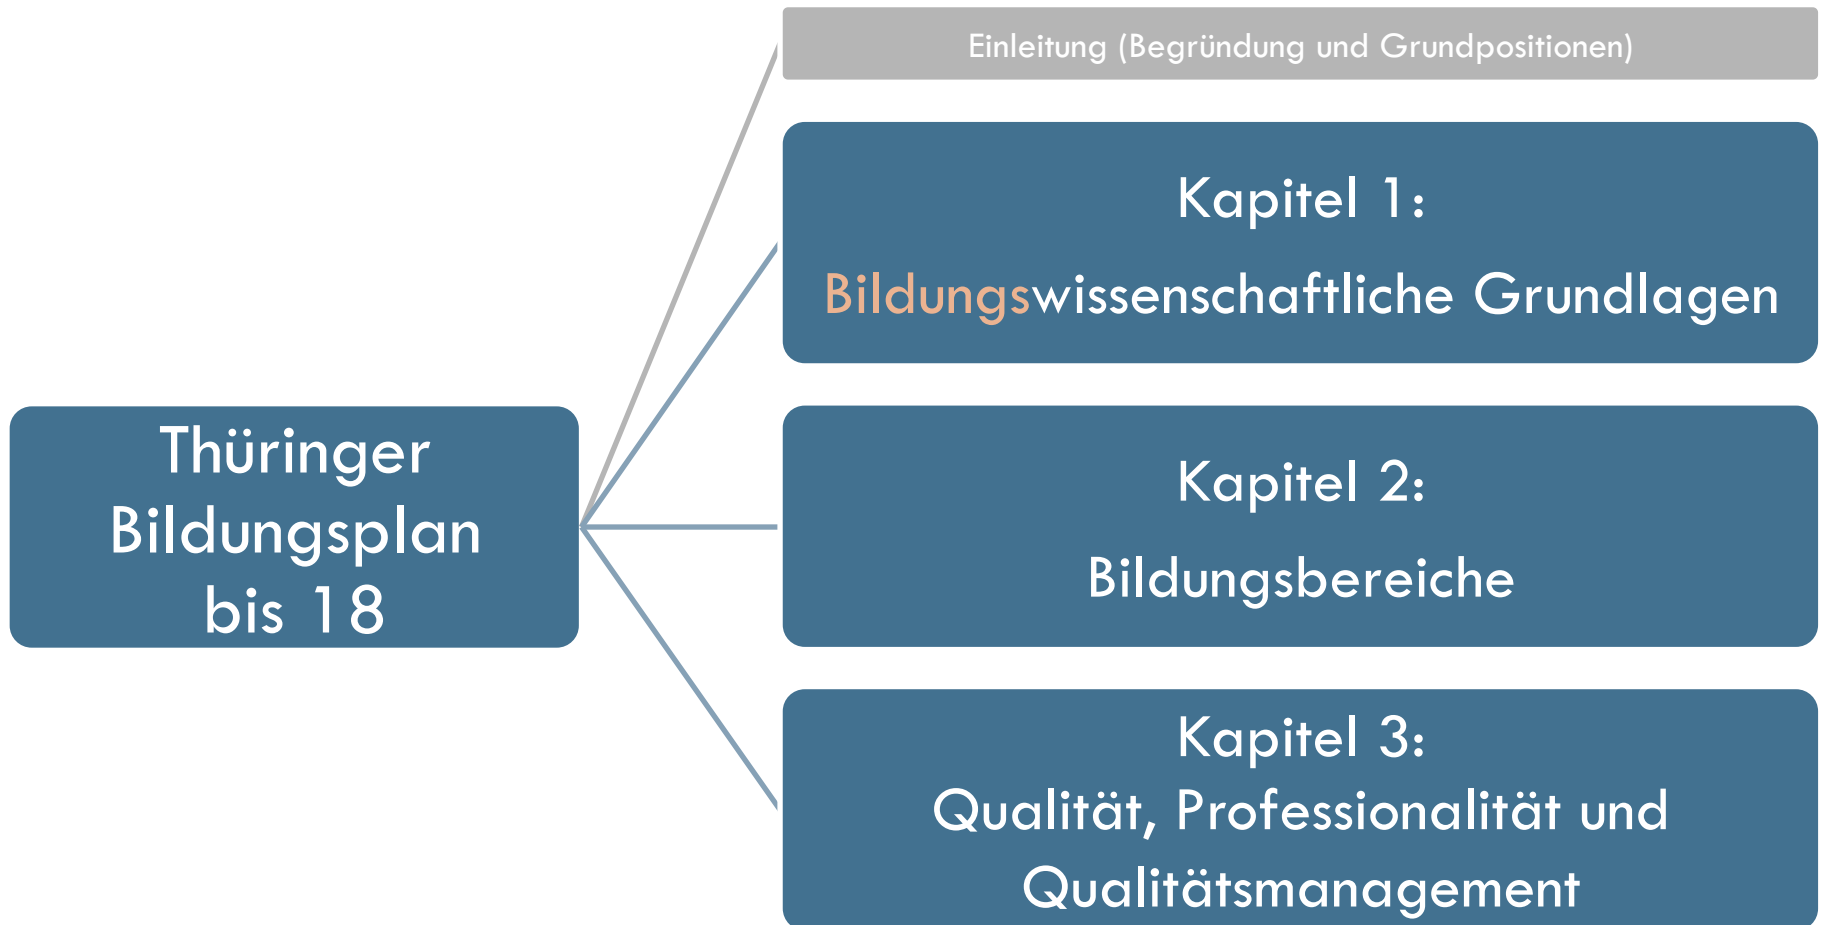 Einleitung (Begründung und Grundpositionen)
Kapitel 1:
Bildungswissenschaftliche Grundlagen
Thüringer
Bildungsplan
bis 18
Kapitel 2:
Bildungsbereiche
Kapitel 3:
Qualität, Professionalität und
Qualitätsmanagement